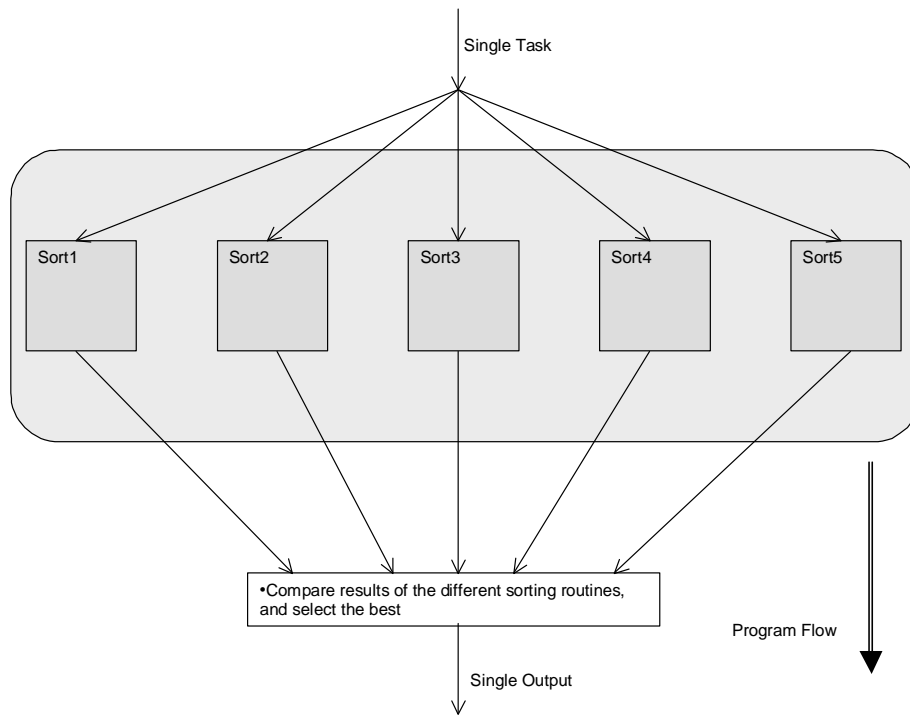 Single Task
Sort1
Sort2
Sort3
Sort4
Sort5
•Compare results of the different sorting routines,
and select the best
Program Flow
Single Output